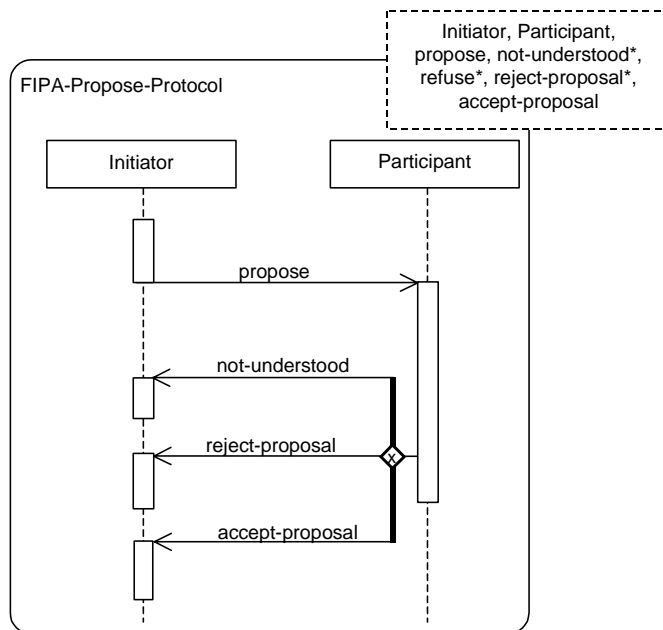 Initiator, Participant,
propose, not-understood*,
refuse*, reject-proposal*,
accept-proposal
FIPA-Propose-Protocol
Initiator
Participant
propose
not-understood
reject-proposal
x
accept-proposal